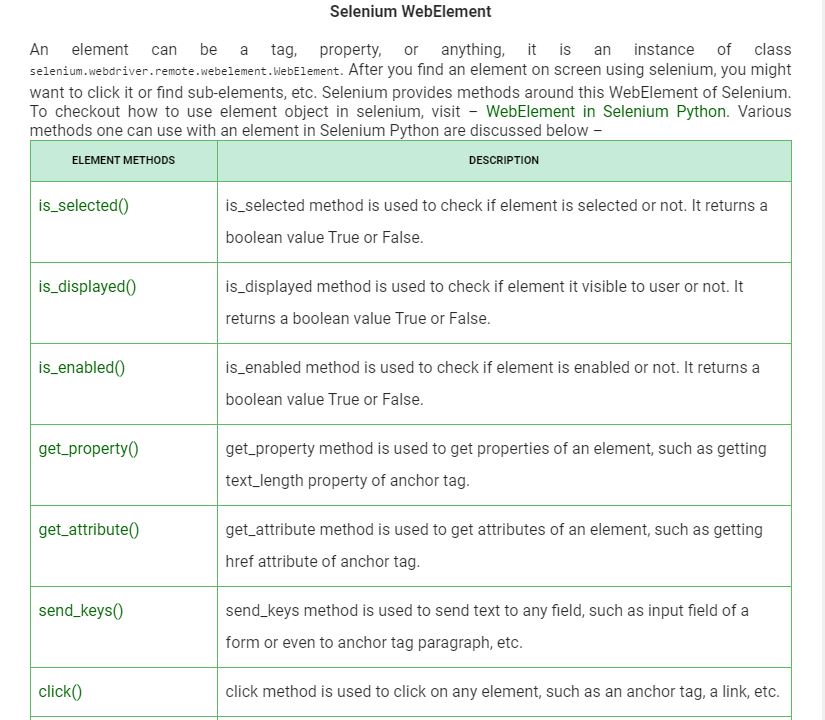 Selenium WebElement
An element can be a tag, property, or anything, it is an instance of class
selenium.webdriver.remote.webelement.WebElement. After you find an element on screen using selenium, you might
want to click it or find sub-elements, etc. Selenium provides methods around this WebElement of Selenium.
To checkout how to use element object in selenium, visit – WebElement in Selenium Python. Various
methods one can use with an element in Selenium Python are discussed below –
ELEMENT METHODS DESCRIPTION
is_selected() is_selected method is used to check if element is selected or not. It returns a
boolean value True or False.
is_displayed() is_displayed method is used to check if element it visible to user or not. It
returns a boolean value True or False.
is_enabled() is_enabled method is used to check if element is enabled or not. It returns a
boolean value True or False.
get_property() get_property method is used to get properties of an element, such as getting
text_length property of anchor tag.
get_attribute() get_attribute method is used to get attributes of an element, such as getting
href attribute of anchor tag.
send_keys() send_keys method is used to send text to any field, such as input field of a
form or even to anchor tag paragraph, etc.
click() click method is used to click on any element, such as an anchor tag, a link, etc.